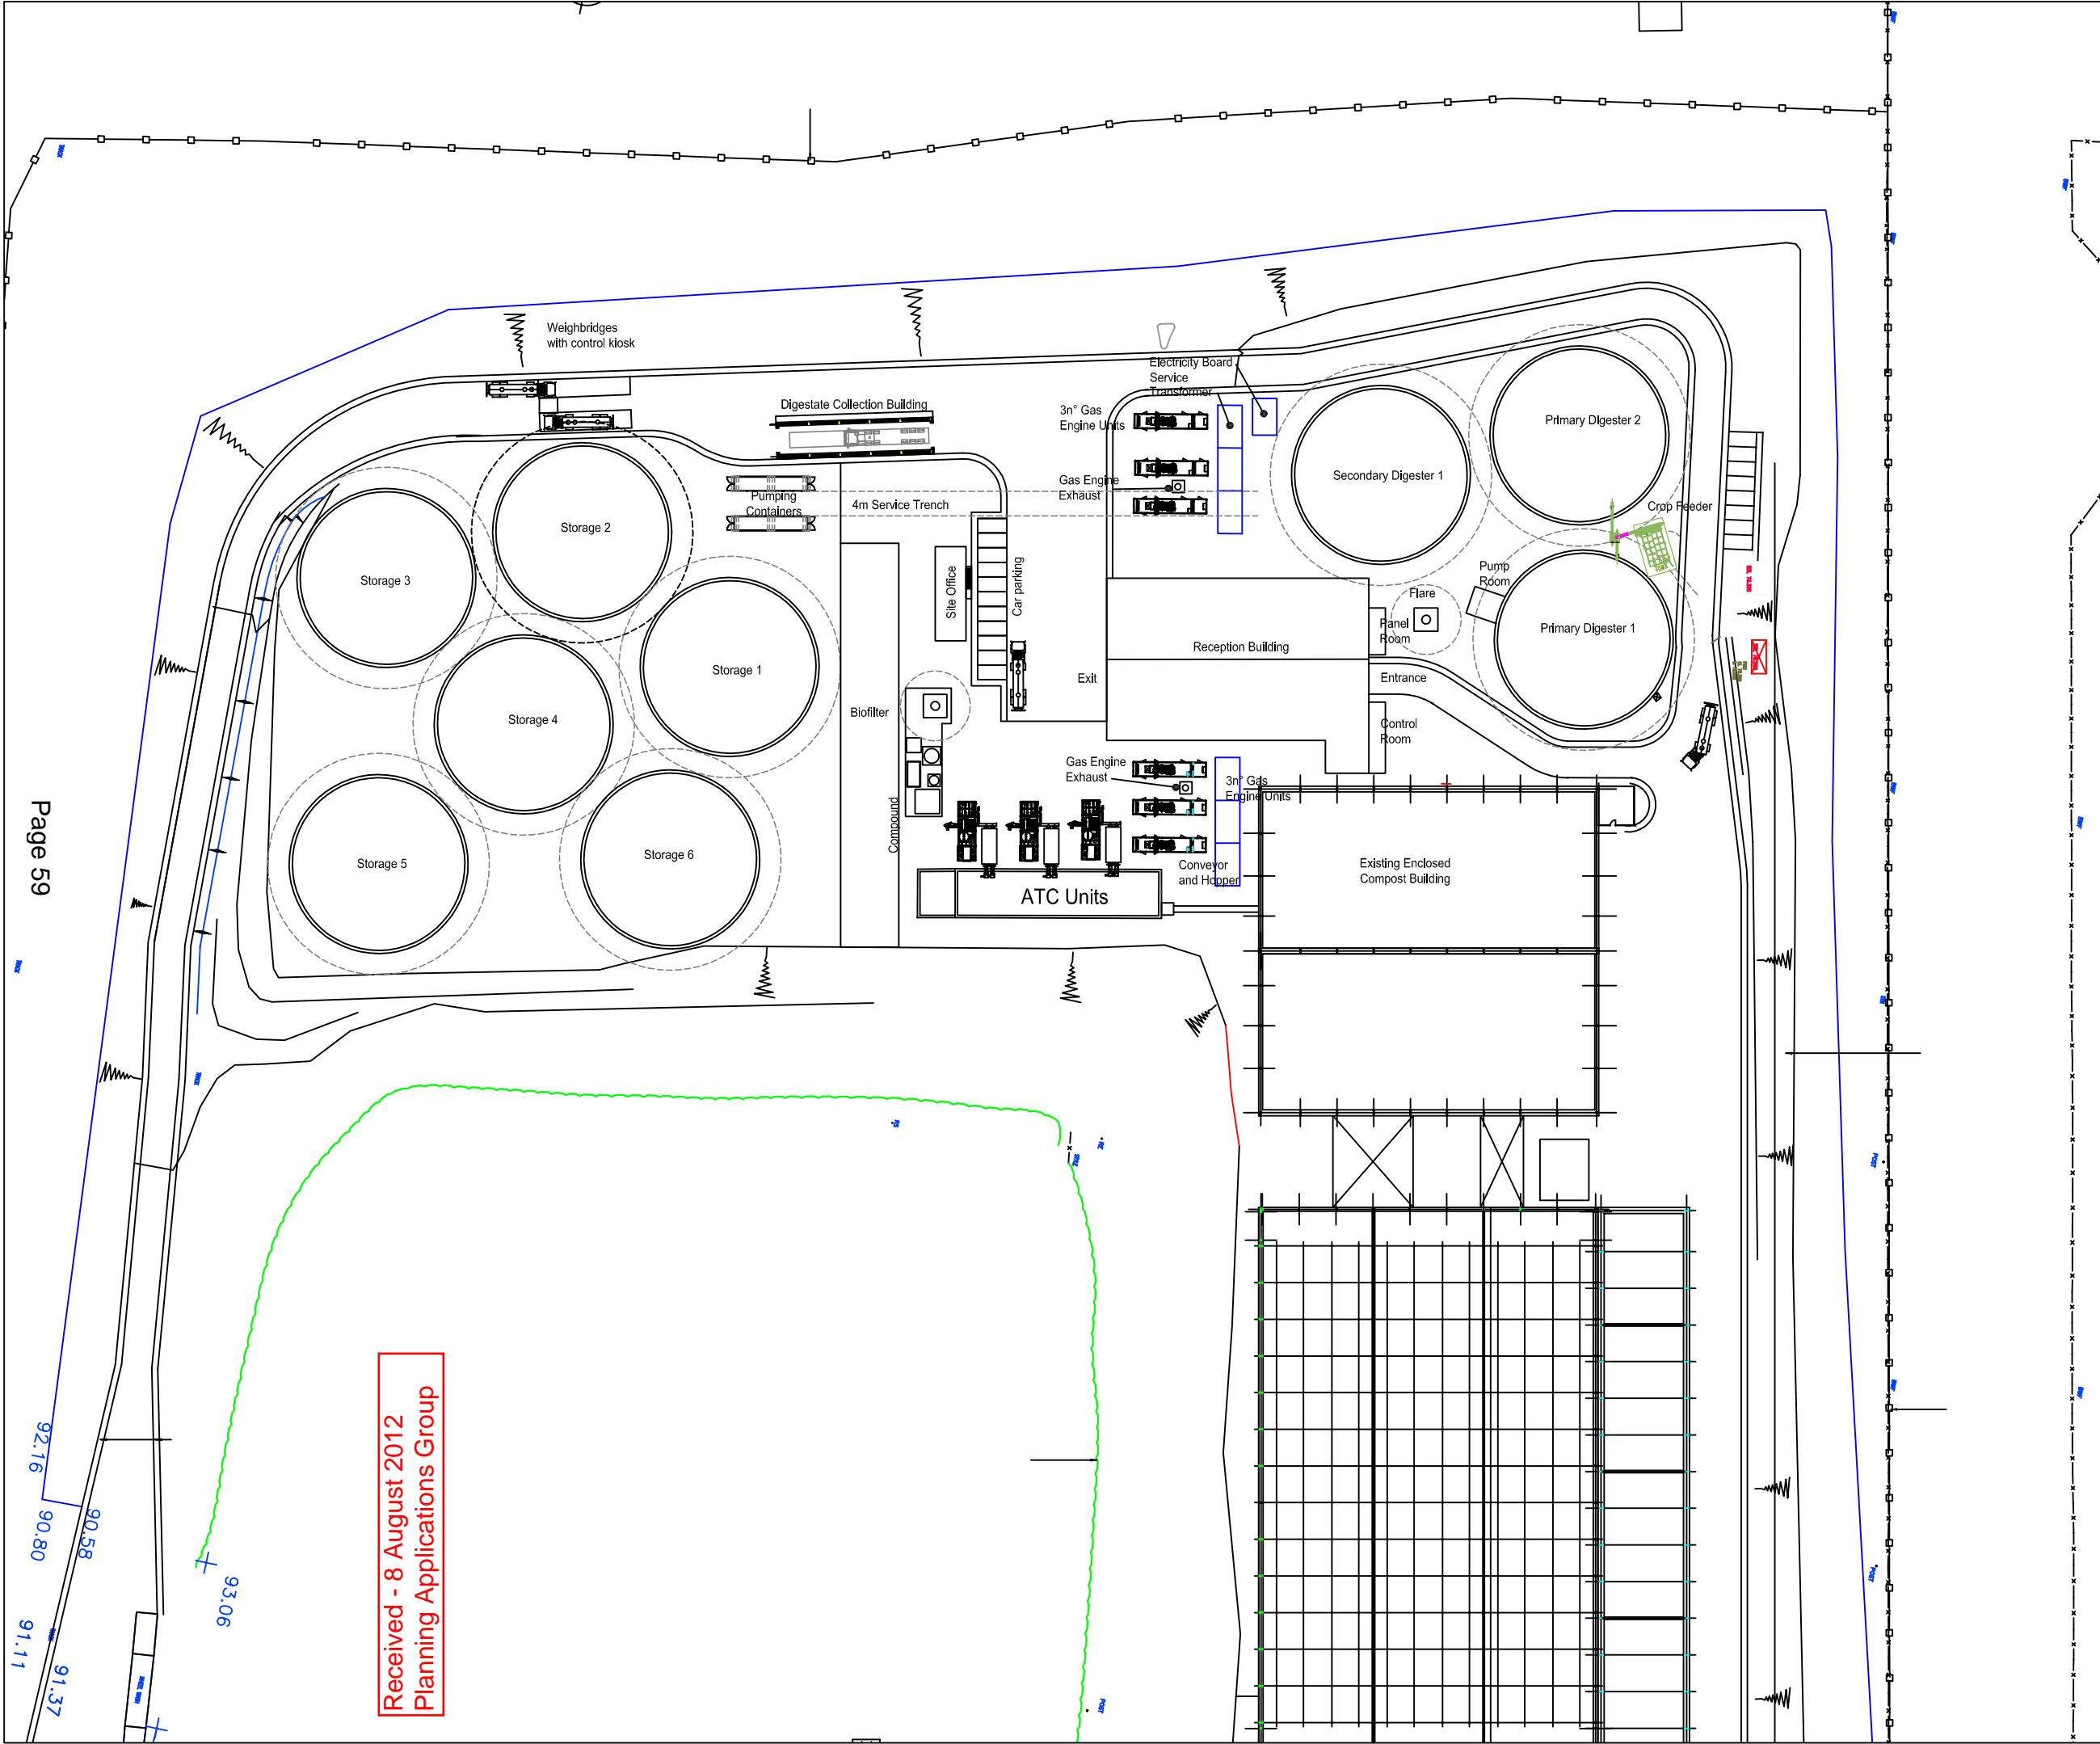 Weighbridges
with control kiosk
Electricity Board
Service
Transformer
Digestate Collection Building
3n° Gas
Engine Units
Primary Digester 2
Secondary Digester 1
Gas Engine
Exhaust
Pumping
Containers
4m Service Trench
Crop Feeder
Storage 2
Storage 3
Site Office
Car parking
Pump
Room
Flare
Panel
Room
Primary Digester 1
Reception Building
Storage 1
Exit
Entrance
Storage 4
Biofilter
Control
Room
Gas Engine
Exhaust
3n° Gas
Engine Units
Compound
Storage 5
Storage 6
Conveyor
and Hopper
Existing Enclosed
Compost Building
ATC Units
Page 59
POST
POST
POST
Received - 8 August 2012
Planning Applications Group
92.16
90.80
90.58
93.06
91.11
91.37